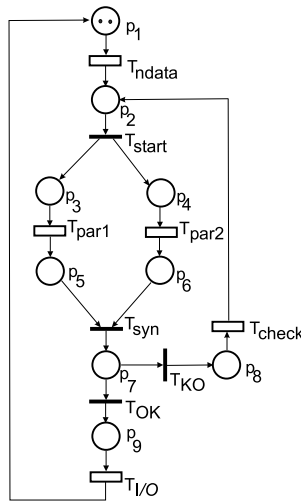 p1
Tndata
p2
Tstart
p3
p4
Tpar1
Tpar2
p5
p6
Tsyn
Tcheck
p7
TKO
p8
TOK
p9
TI/O